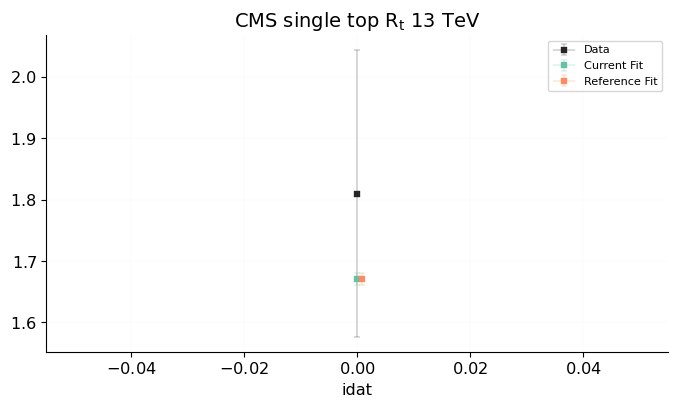 CMS single top Rt 13 TeV
Data
Current Fit
Reference Fit
2.0
1.9
1.8
1.7
1.6
−0.04
−0.02
0.00
0.02
0.04
idat